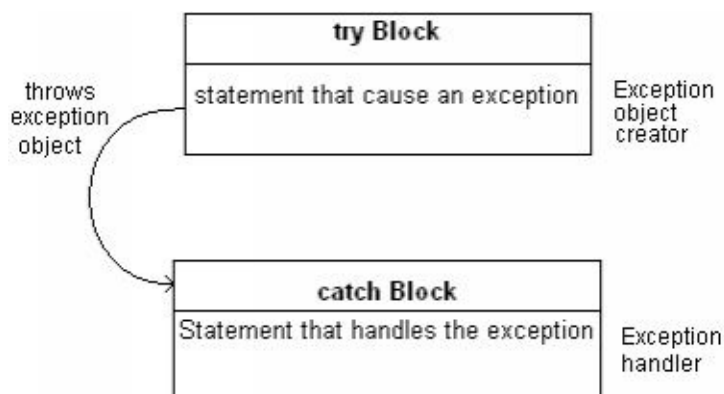 try Block
throws
exception
object
statement that cause an exception
Exception
object
creator
catch Block
Statement that handles the exception
Exception
handler